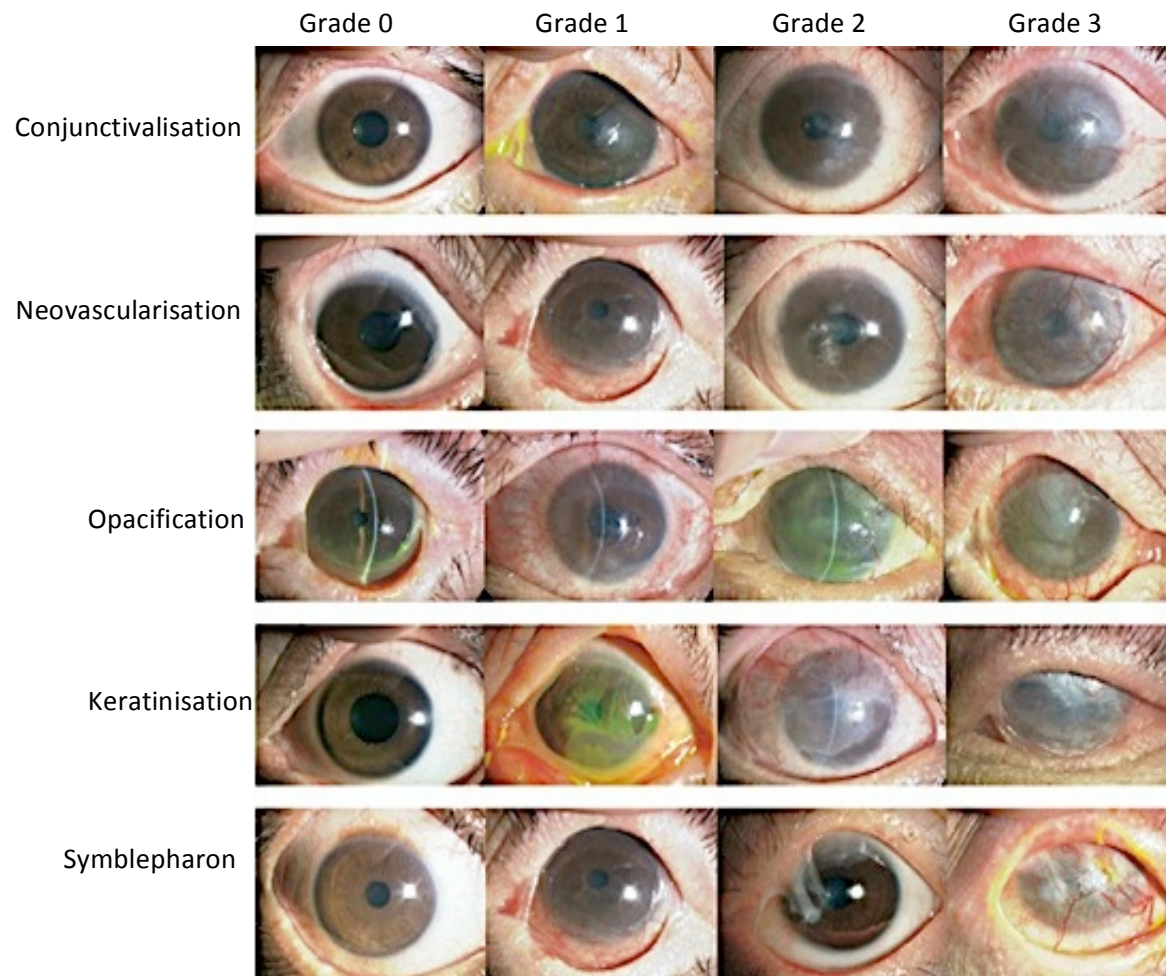 Grade 0 Grade 1 Grade 2 Grade 3
Conjunctivalisation
Neovascularisation
Opacification
Keratinisation
Symblepharon